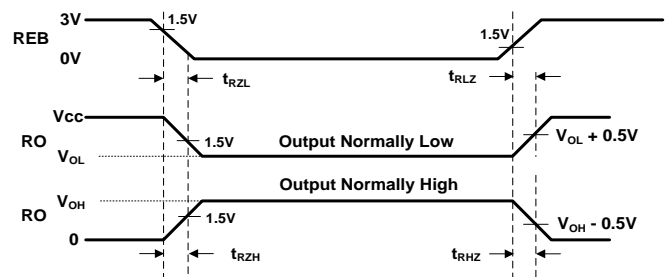 3V
1.5V
1.5V
REB
0V
tRZL
tRLZ
Vcc
RO
1.5V
Output Normally Low
VOL + 0.5V
VOL
Output Normally High
VOH
RO
1.5V
VOH - 0.5V
0
tRZH
tRHZ